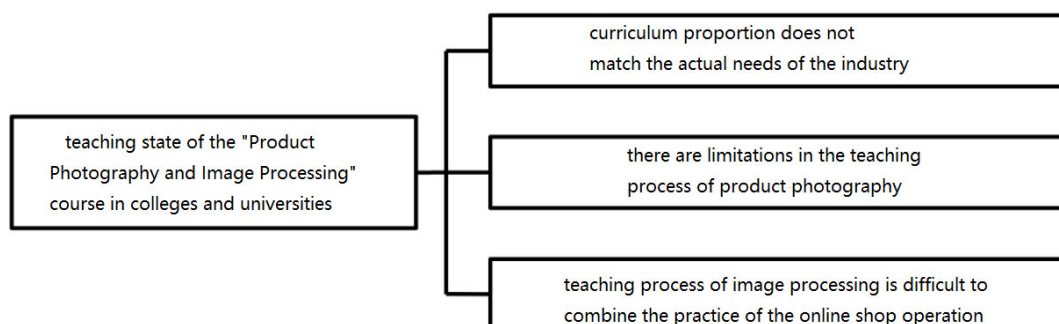 curriculum proportion does not
match the actual needs of the industry
teaching state of the "Product
Photography and Image Processing"
course in colleges and universities
there are limitations in the teaching
process of product photography
teaching process of image processing is difficult to
combine the practice of the online shop operation